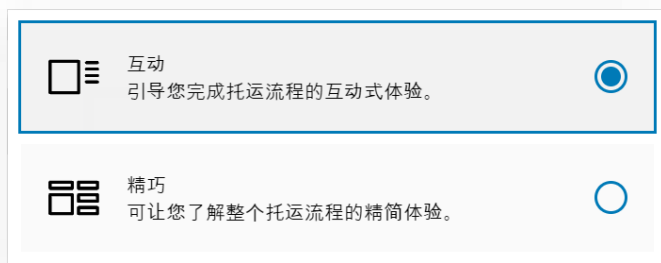 互动
引导您完成托运流程的互动式体验。
精巧
可让您了解整个托运流程的精简体验。